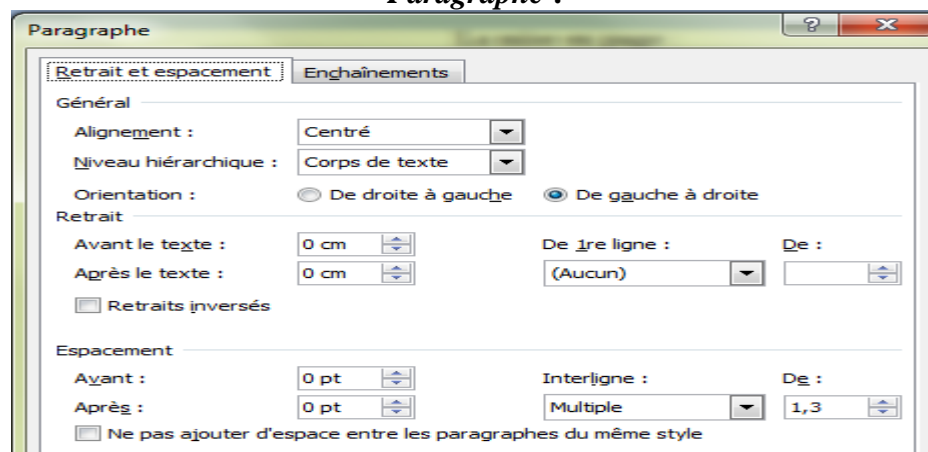 Paragraphe :
Paragraphe
Retrait et espacement Enchaînements
Général
Alignement : Centré
Niveau hiérarchique : Corps de texte
Orientation : De droite à gauche De gauche à droite
Retrait
Avant le texte : 0 cm De 1re ligne : De :
Après le texte : 0 cm (Aucun)
Retraits inversés
Espacement
Avant : 0 pt Interligne : De :
Après : 0 pt Multiple 1,3
Ne pas ajouter d'espace entre les paragraphes du même style